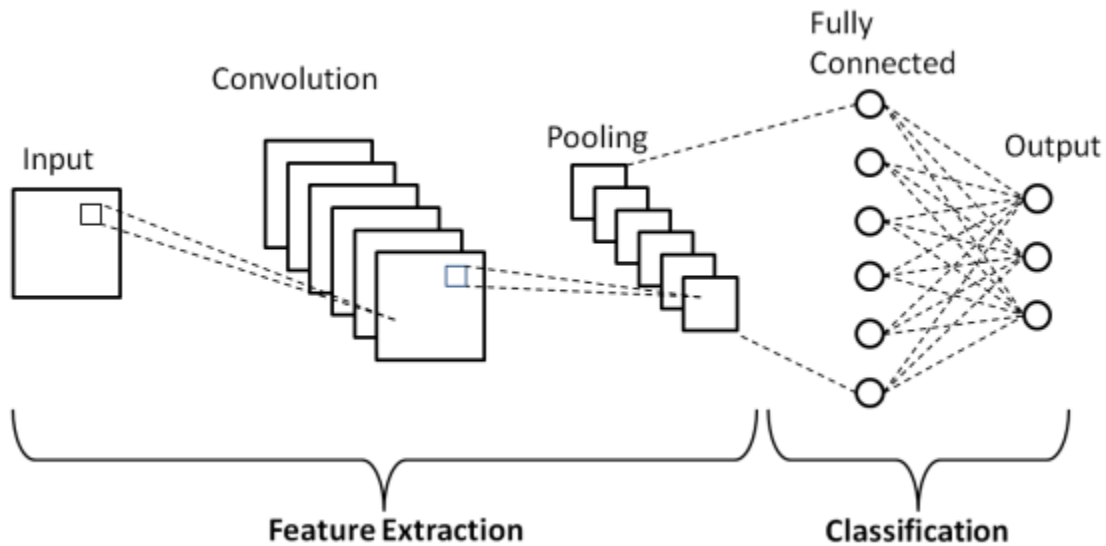 Input
Convolution
Pooling
Fully
Connected
Output
Feature Extraction
Classification